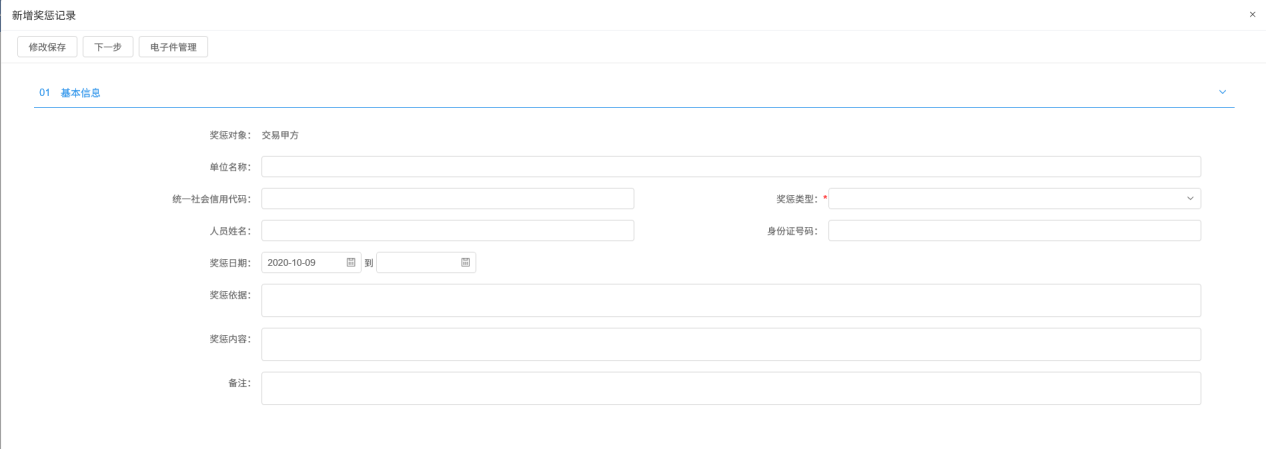 新增奖惩记录 ×
修改保存 下一步 电子件管理
01 基本信息
奖惩对象： 交易甲方
单位名称：
统一社会信用代码： 奖惩类型：*
人员姓名： 身份证号码：
奖惩日期： 2020-10-09 到
奖惩依据：
奖惩内容：
备注：